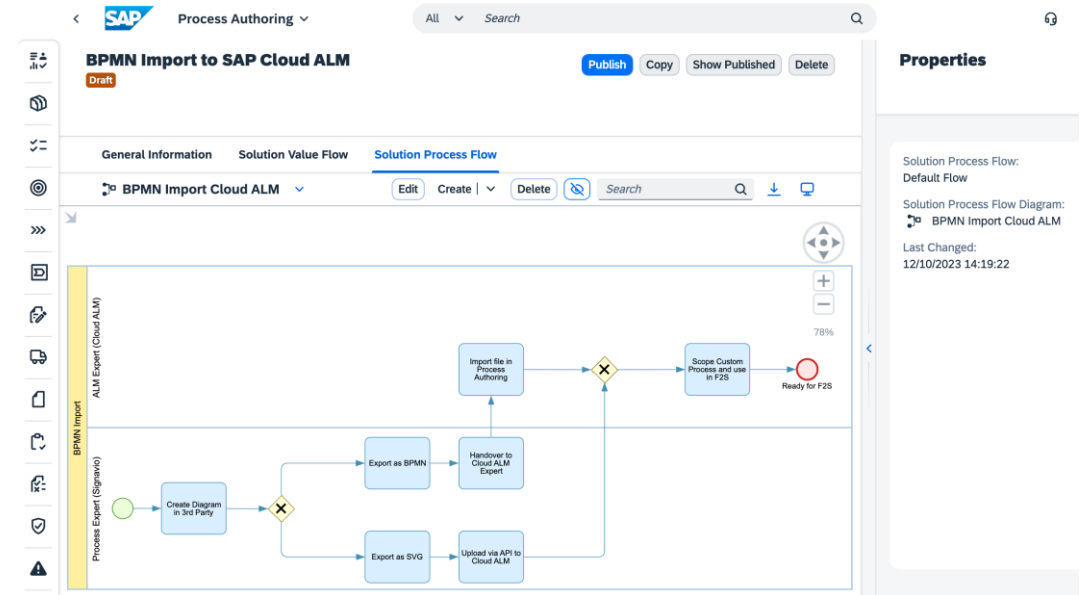 SAP Process Authoring
All Search
BPMN Import to SAP Cloud ALM
Draft
Publish Copy Show Published Delete
Properties
General Information Solution Value Flow Solution Process Flow
BPMN Import Cloud ALM
Edit Create Delete Search
Solution Process Flow:
Default Flow
Solution Process Flow Diagram:
BPMN Import Cloud ALM
Last Changed:
12/10/2023 14:19:22
78%
BPMN Import
ALM Expert (Cloud ALM)
Import file in
Process
Authoring
Scope Custom
Process and use
in F2S
Ready for F2S
Process Expert (Signavio)
Create Diagram
in 3rd Party
Export as BPMN
Handover to
Cloud ALM
Expert
Export as SVG
Upload via API to
Cloud ALM